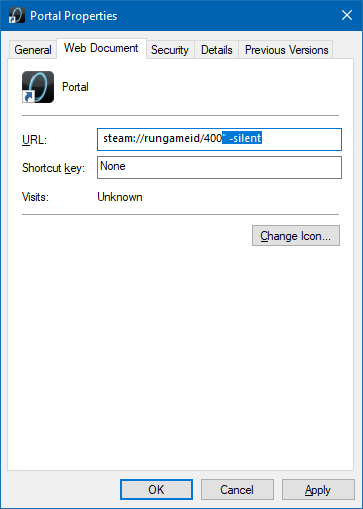 Portal Properties
General
Web Document
Security
Details
Previous Versions
Portal
URL:
steam://rungameid/400" -silent
Shortcut key:
None
Visits:
Unknown
Change Icon...
OK
Cancel
Apply